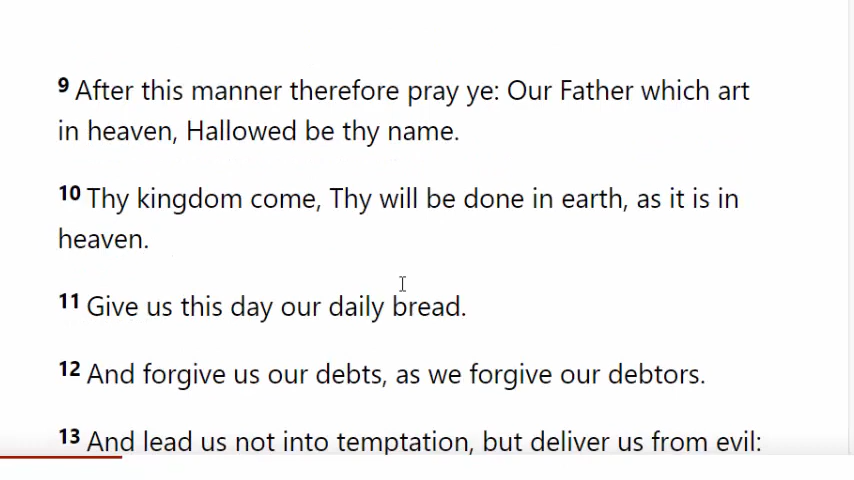 9 After this manner therefore pray ye: Our Father which art
in heaven, Hallowed be thy name.
10 Thy kingdom come, Thy will be done in earth, as it is in
heaven.
11 Give us this day our daily bread.
12 And forgive us our debts, as we forgive our debtors.
13 And lead us not into temptation, but deliver us from evil: